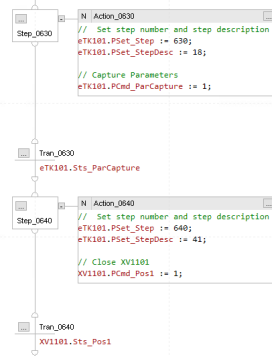 N Action_0630
...
Step_0630
// Set step number and step description
eTK101.PSet_Step := 630;
eTK101.PSet_StepDesc := 18;
// Capture Parameters
eTK101.PCmd_ParCapture := 1;
... Tran_0630
eTK101.Sts_ParCapture
N Action_0640
...
Step_0640
// Set step number and step description
eTK101.PSet_Step := 640;
eTK101.PSet_StepDesc := 41;
// Close XV1101
XV1101.PCmd_Pos1 := 1;
... Tran_0640
XV1101.Sts_Pos1